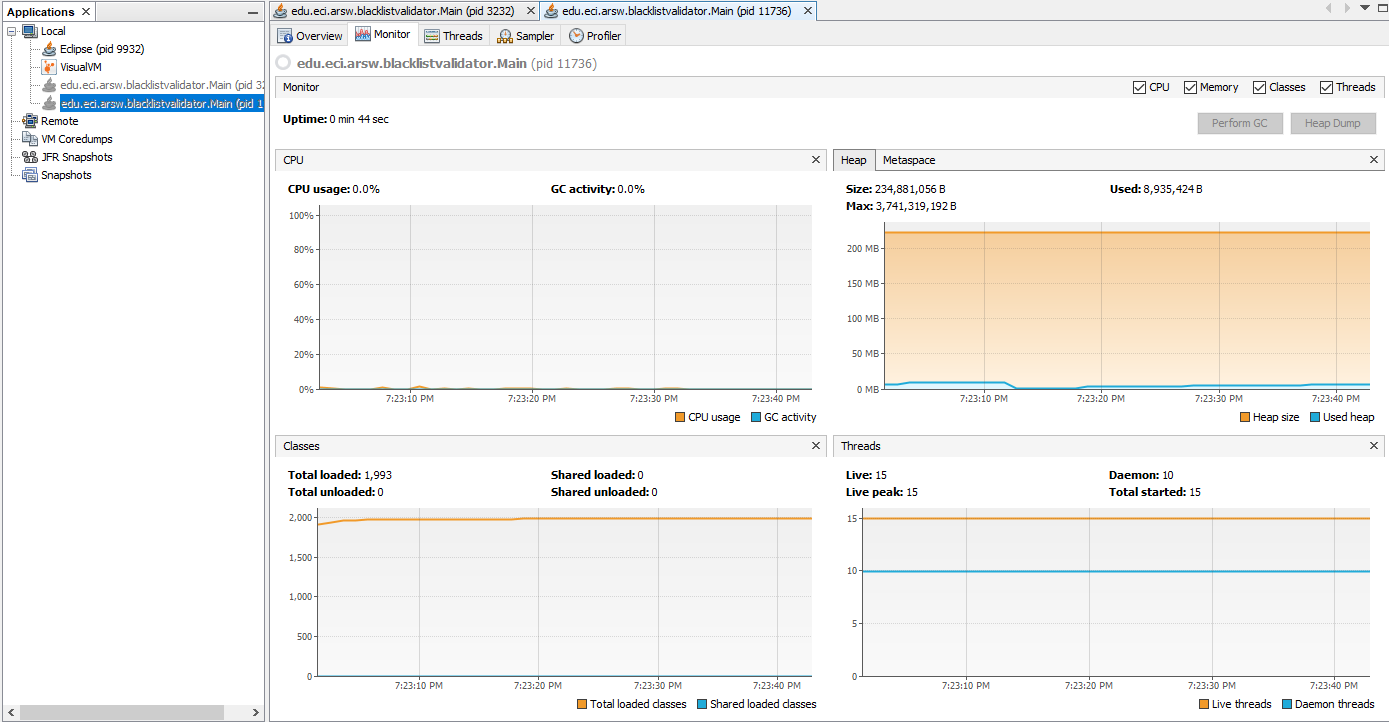 Applications
Local
Eclipse (pid 9932)
VisualVM
edu.eci.arsw.blacklistvalidator.Main (pid 32
edu.eci.arsw.blacklistvalidator.Main (pid 1
Remote
VM Coredumps
JFR Snapshots
Snapshots
edu.eci.arsw.blacklistvalidator.Main (pid 3232)
edu.eci.arsw.blacklistvalidator.Main (pid 11736)
Overview Monitor Threads Sampler Profiler
edu.eci.arsw.blacklistvalidator.Main (pid 11736)
Monitor
CPU Memory Classes Threads
Uptime: 0 min 44 sec
Perform GC Heap Dump
CPU
CPU usage: 0.0% GC activity: 0.0%
100%
80%
60%
40%
20%
0%
7:23:10 PM 7:23:20 PM 7:23:30 PM 7:23:40 PM
CPU usage GC activity
Heap Metaspace
Size: 234,881,056 B Used: 8,935,424 B
Max: 3,741,319,192 B
200 MB
150 MB
100 MB
50 MB
0 MB
7:23:10 PM 7:23:20 PM 7:23:30 PM 7:23:40 PM
Heap size Used heap
Classes
Total loaded: 1,993 Shared loaded: 0
Total unloaded: 0 Shared unloaded: 0
2,000
1,500
1,000
500
0
7:23:10 PM 7:23:20 PM 7:23:30 PM 7:23:40 PM
Total loaded classes Shared loaded classes
Threads
Live: 15 Daemon: 10
Live peak: 15 Total started: 15
15
10
5
0
7:23:10 PM 7:23:20 PM 7:23:30 PM 7:23:40 PM
Live threads Daemon threads